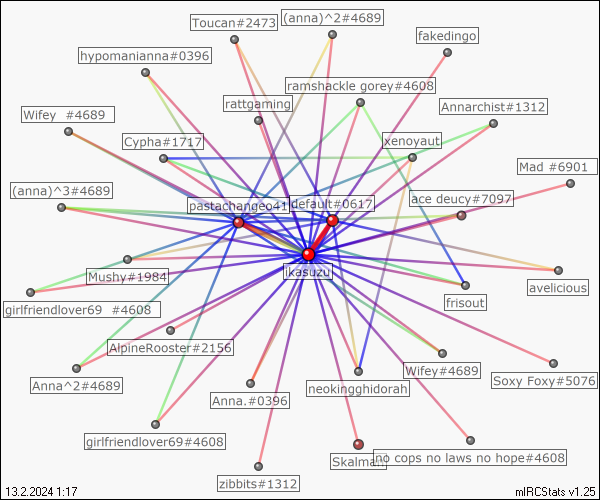 Toucan#2473
(anna)^2#4689
fakedingo
hypomanianna#0396
ramshackle gorey#4608
rattgaming
Annarchist#1312
Wifey  #4689
Cypha#1717
xenoyaut
Mad #6901
(anna)^3#4689
pastachangeo41
default#0617
ace deucy#7097
ikasuzu
Mushy#1984
avelicious
girlfriendlover69  #4608
frisout
AlpineRooster#2156
Anna^2#4689
Wifey#4689
Soxy Foxy#5076
neokingghidorah
Anna.#0396
girlfriendlover69#4608
Skalman
no cops no laws no hope#4608
zibbits#1312
13.2.2024 1:17
mIRCStats v1.25